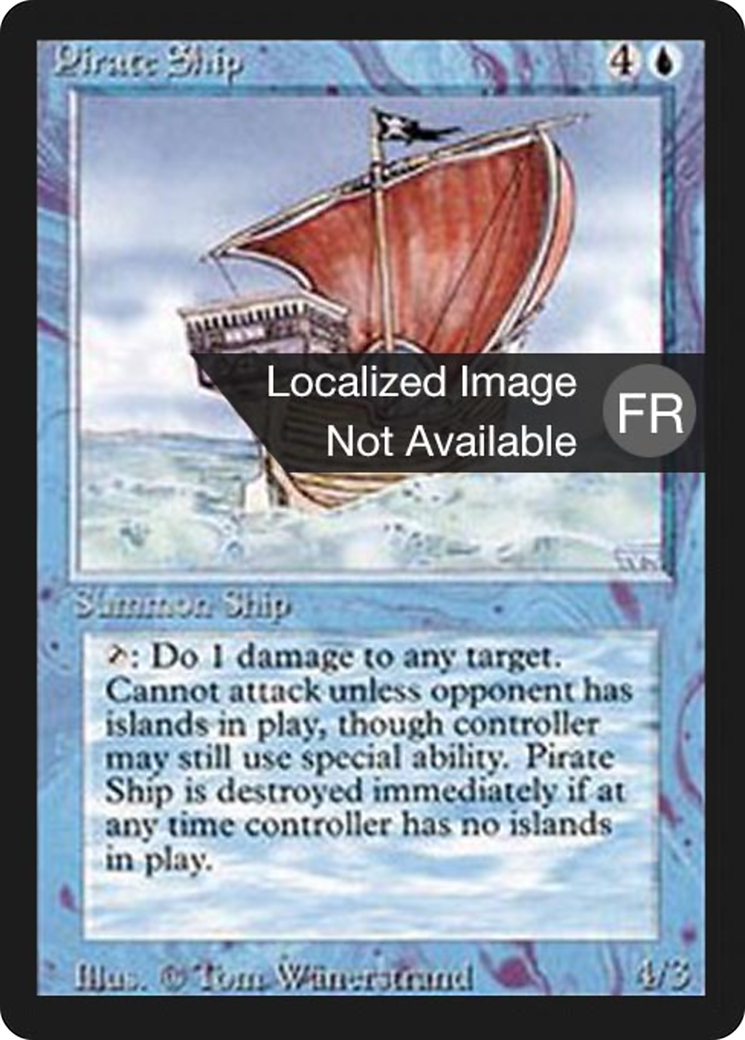 Pirate Ship 4
Localized Image
Not Available FR
Summon Ship
: Do 1 damage to any target.
Cannot attack unless opponent has
islands in play, though controller
may still use special ability. Pirate
Ship is destroyed immediately if at
any time controller has no islands
in play.
Illus. © Tom Wänerstrand 4/3